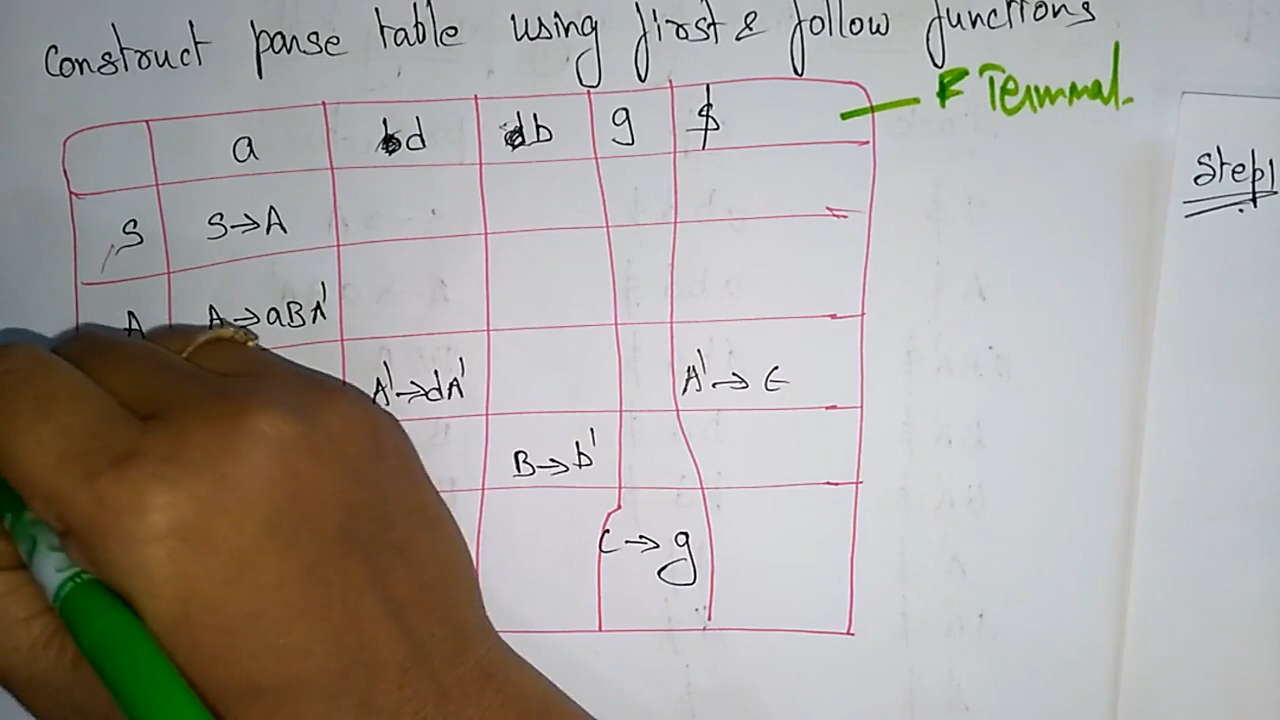 Construct parse table using first & follow functions
F Terminal.
a d b g $
Step1
S S→A
A A→aBA'
A'→dA' A'→ϵ
B→b'
C→g